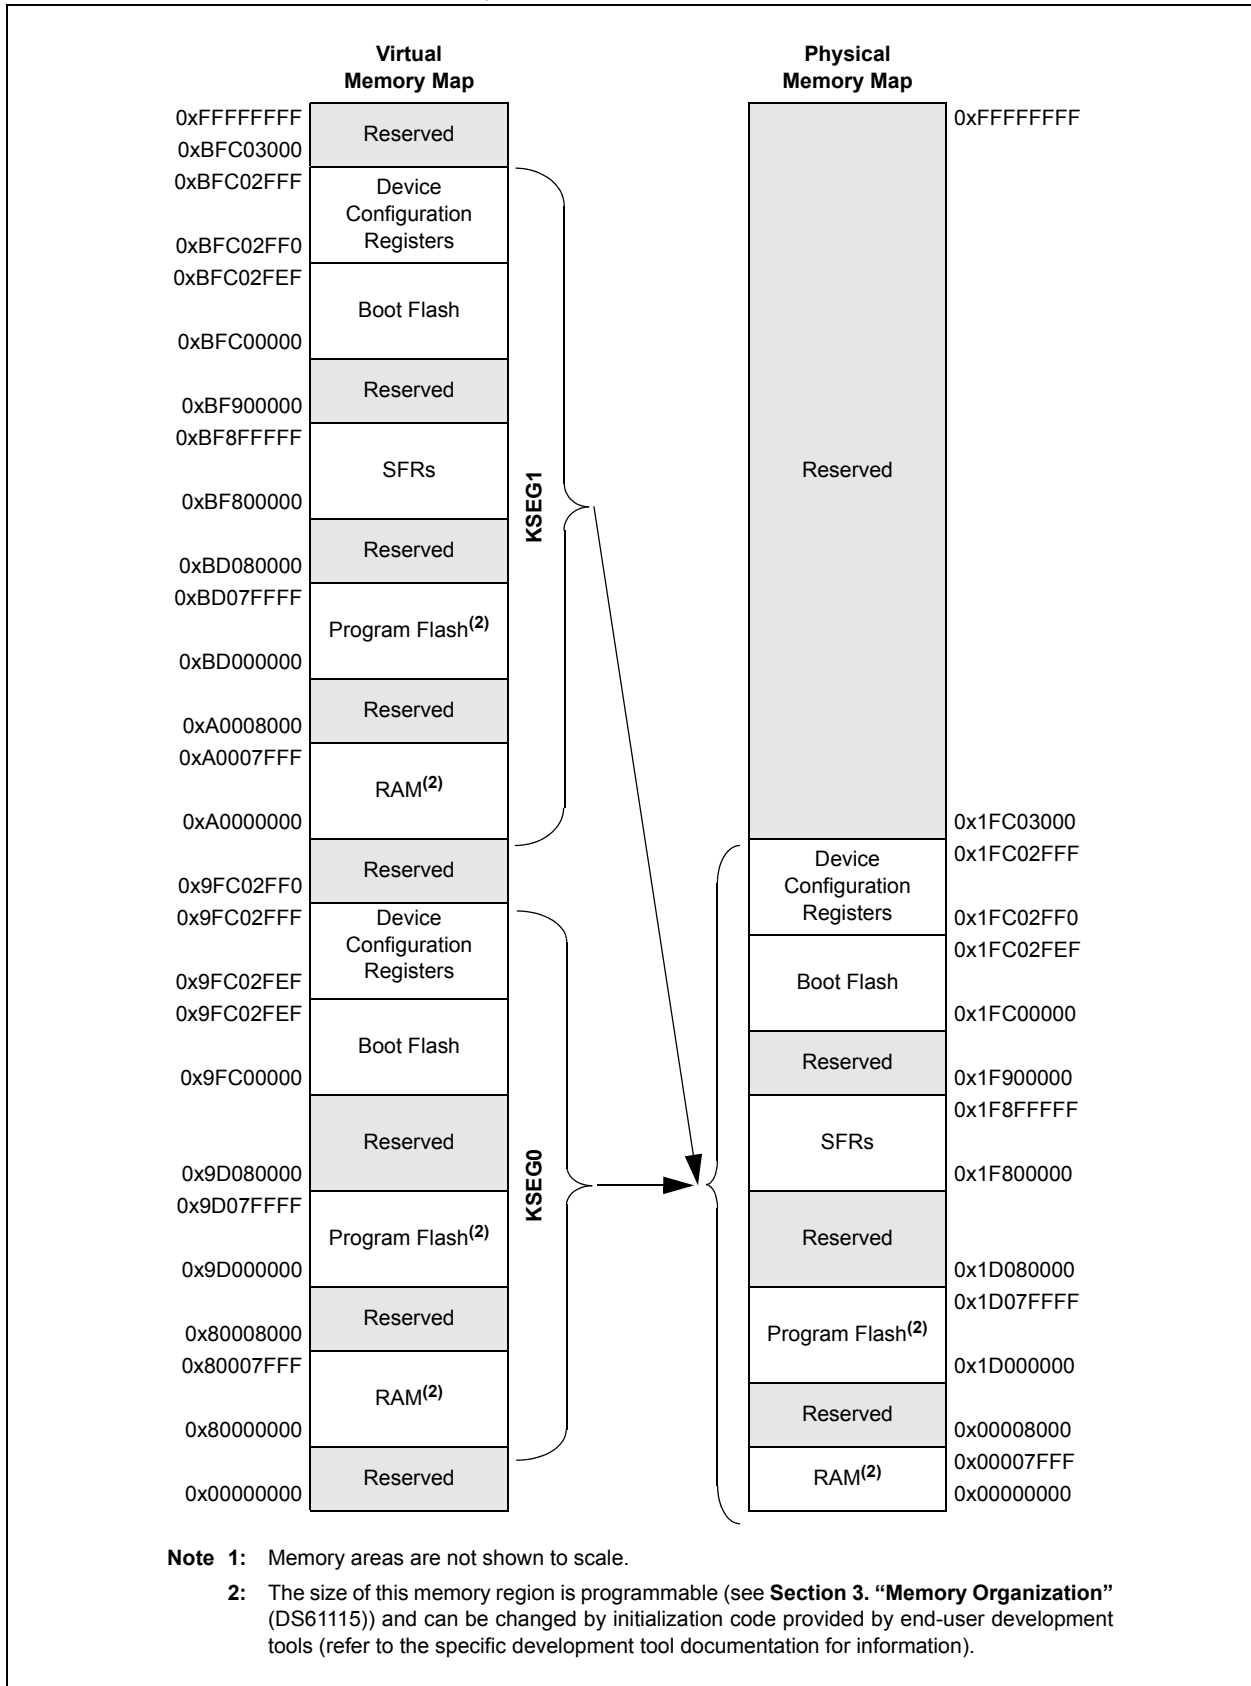 Virtual
Memory Map
0xFFFFFFFF
Reserved
0xBFC03000
0xBFC02FFF
Device
Configuration
Registers
0xBFC02FF0
0xBFC02FEF
Boot Flash
0xBFC00000
Reserved
0xBF900000
0xBF8FFFFF
SFRs
0xBF800000
Reserved
0xBD080000
0xBD07FFFF
Program Flash(2)
0xBD000000
Reserved
0xA0008000
0xA0007FFF
RAM(2)
0xA0000000
Reserved
0x9FC02FF0
0x9FC02FFF
Device
Configuration
Registers
0x9FC02FEF
0x9FC02FEF
Boot Flash
0x9FC00000
Reserved
0x9D080000
0x9D07FFFF
Program Flash(2)
0x9D000000
Reserved
0x80008000
0x80007FFF
RAM(2)
0x80000000
Reserved
0x00000000
KSEG1
KSEG0
Physical
Memory Map
0xFFFFFFFF
Reserved
0x1FC03000
0x1FC02FFF
Device
Configuration
Registers
0x1FC02FF0
0x1FC02FEF
Boot Flash
0x1FC00000
Reserved
0x1F900000
0x1F8FFFFF
SFRs
0x1F800000
Reserved
0x1D080000
0x1D07FFFF
Program Flash(2)
0x1D000000
Reserved
0x00008000
0x00007FFF
RAM(2)
0x00000000
Note 1: Memory areas are not shown to scale.
2: The size of this memory region is programmable (see Section 3. “Memory Organization”
(DS61115)) and can be changed by initialization code provided by end-user development
tools (refer to the specific development tool documentation for information).